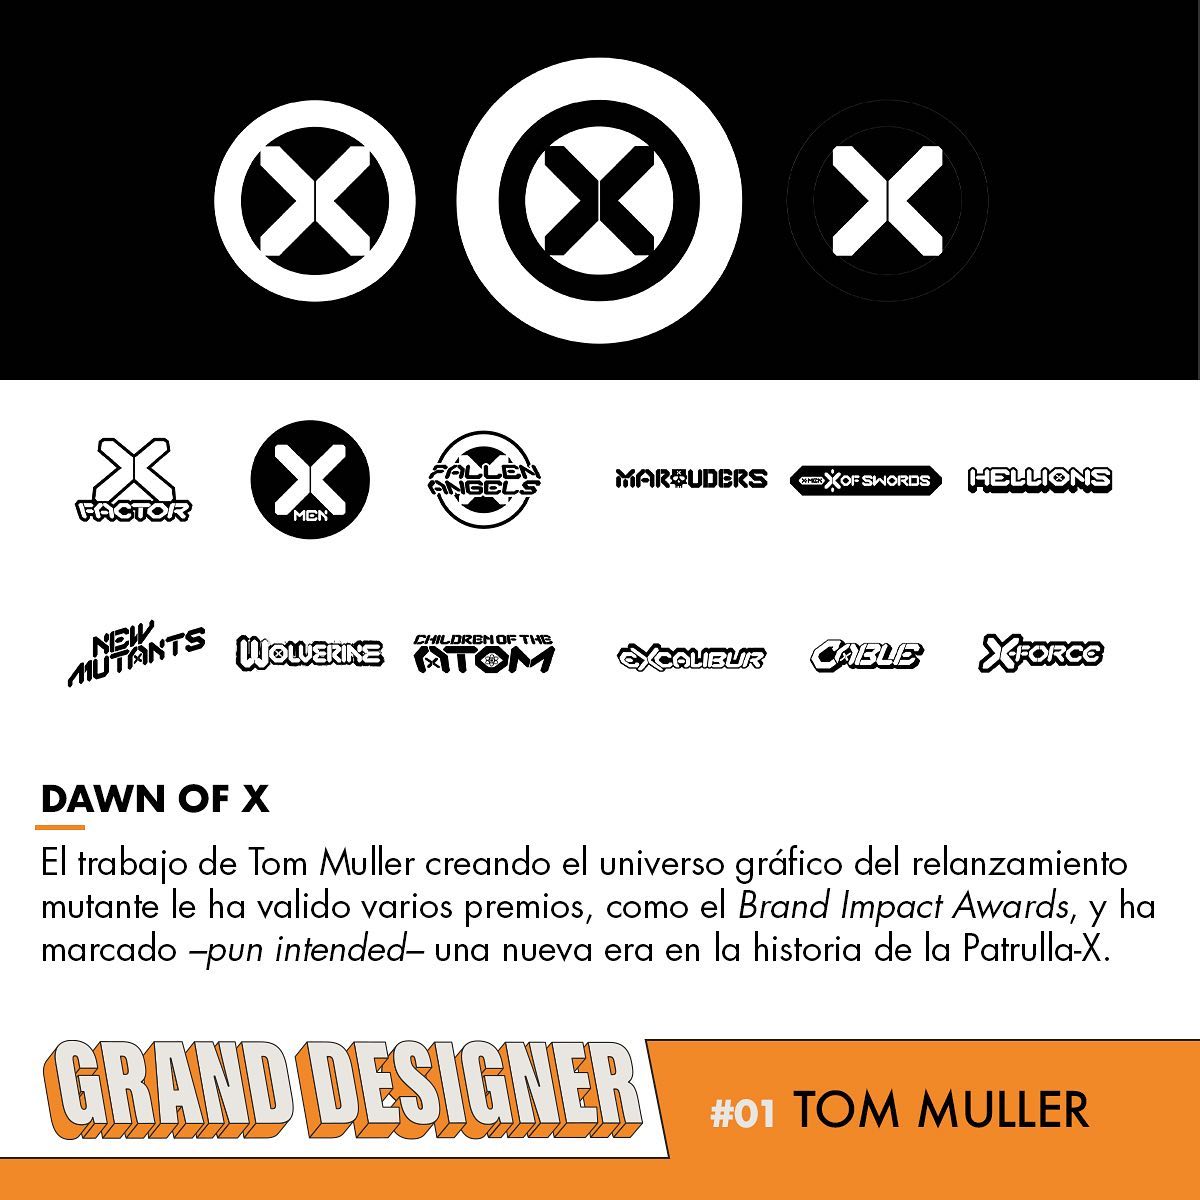 X X X
X FACTOR
X MEN
FALLEN ANGELS
MARAUDERS
X-MEN X OF SWORDS
HELLIONS
NEW MUTANTS
WOLVERINE
CHILDREN OF THE ATOM
EXCALIBUR
CABLE
X-FORCE
DAWN OF X
El trabajo de Tom Muller creando el universo gráfico del relanzamiento
mutante le ha valido varios premios, como el Brand Impact Awards, y ha
marcado –pun intended– una nueva era en la historia de la Patrulla-X.
GRAND DESIGNER
#01 TOM MULLER